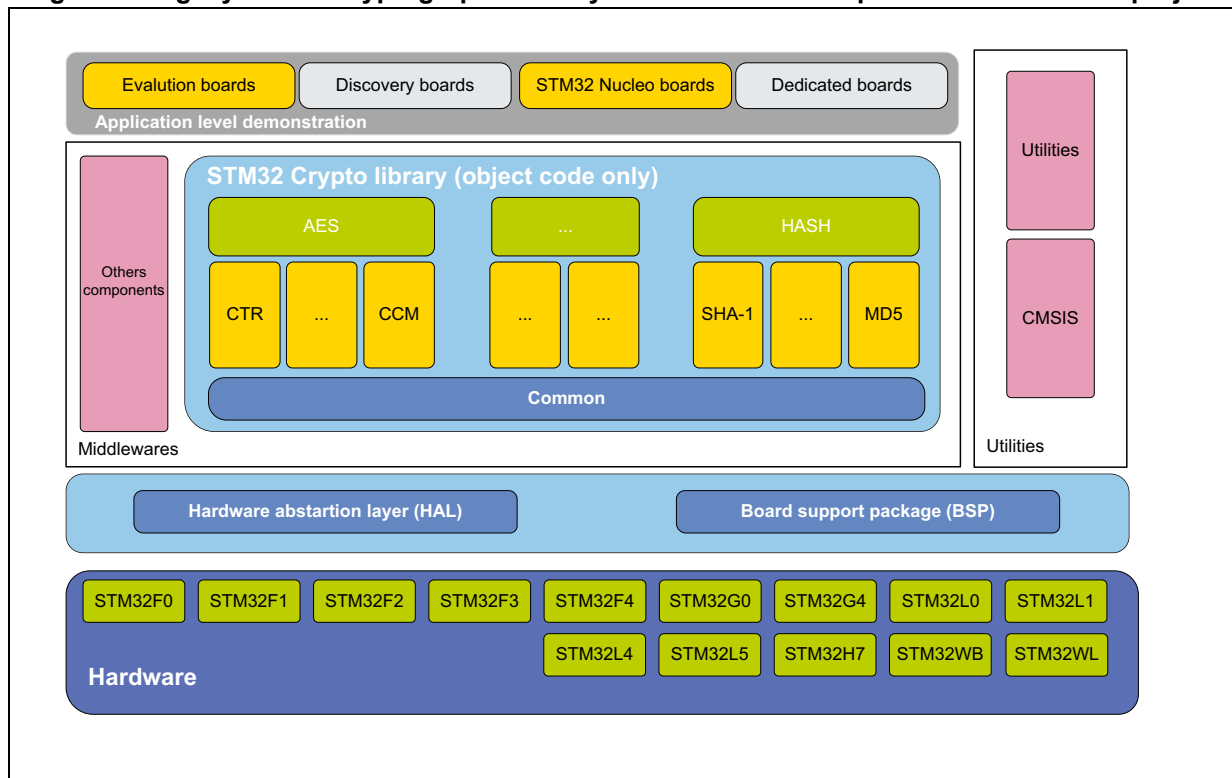 Evalution boards
Discovery boards
STM32 Nucleo boards
Dedicated boards
Application level demonstration
Utilities
CMSIS
Utilities
Others
components
STM32 Crypto library (object code only)
AES
...
HASH
CTR
...
CCM
...
...
SHA-1
...
MD5
Common
Middlewares
Hardware abstartion layer (HAL)
Board support package (BSP)
STM32F0
STM32F1
STM32F2
STM32F3
STM32F4
STM32G0
STM32G4
STM32L0
STM32L1
STM32L4
STM32L5
STM32H7
STM32WB
STM32WL
Hardware